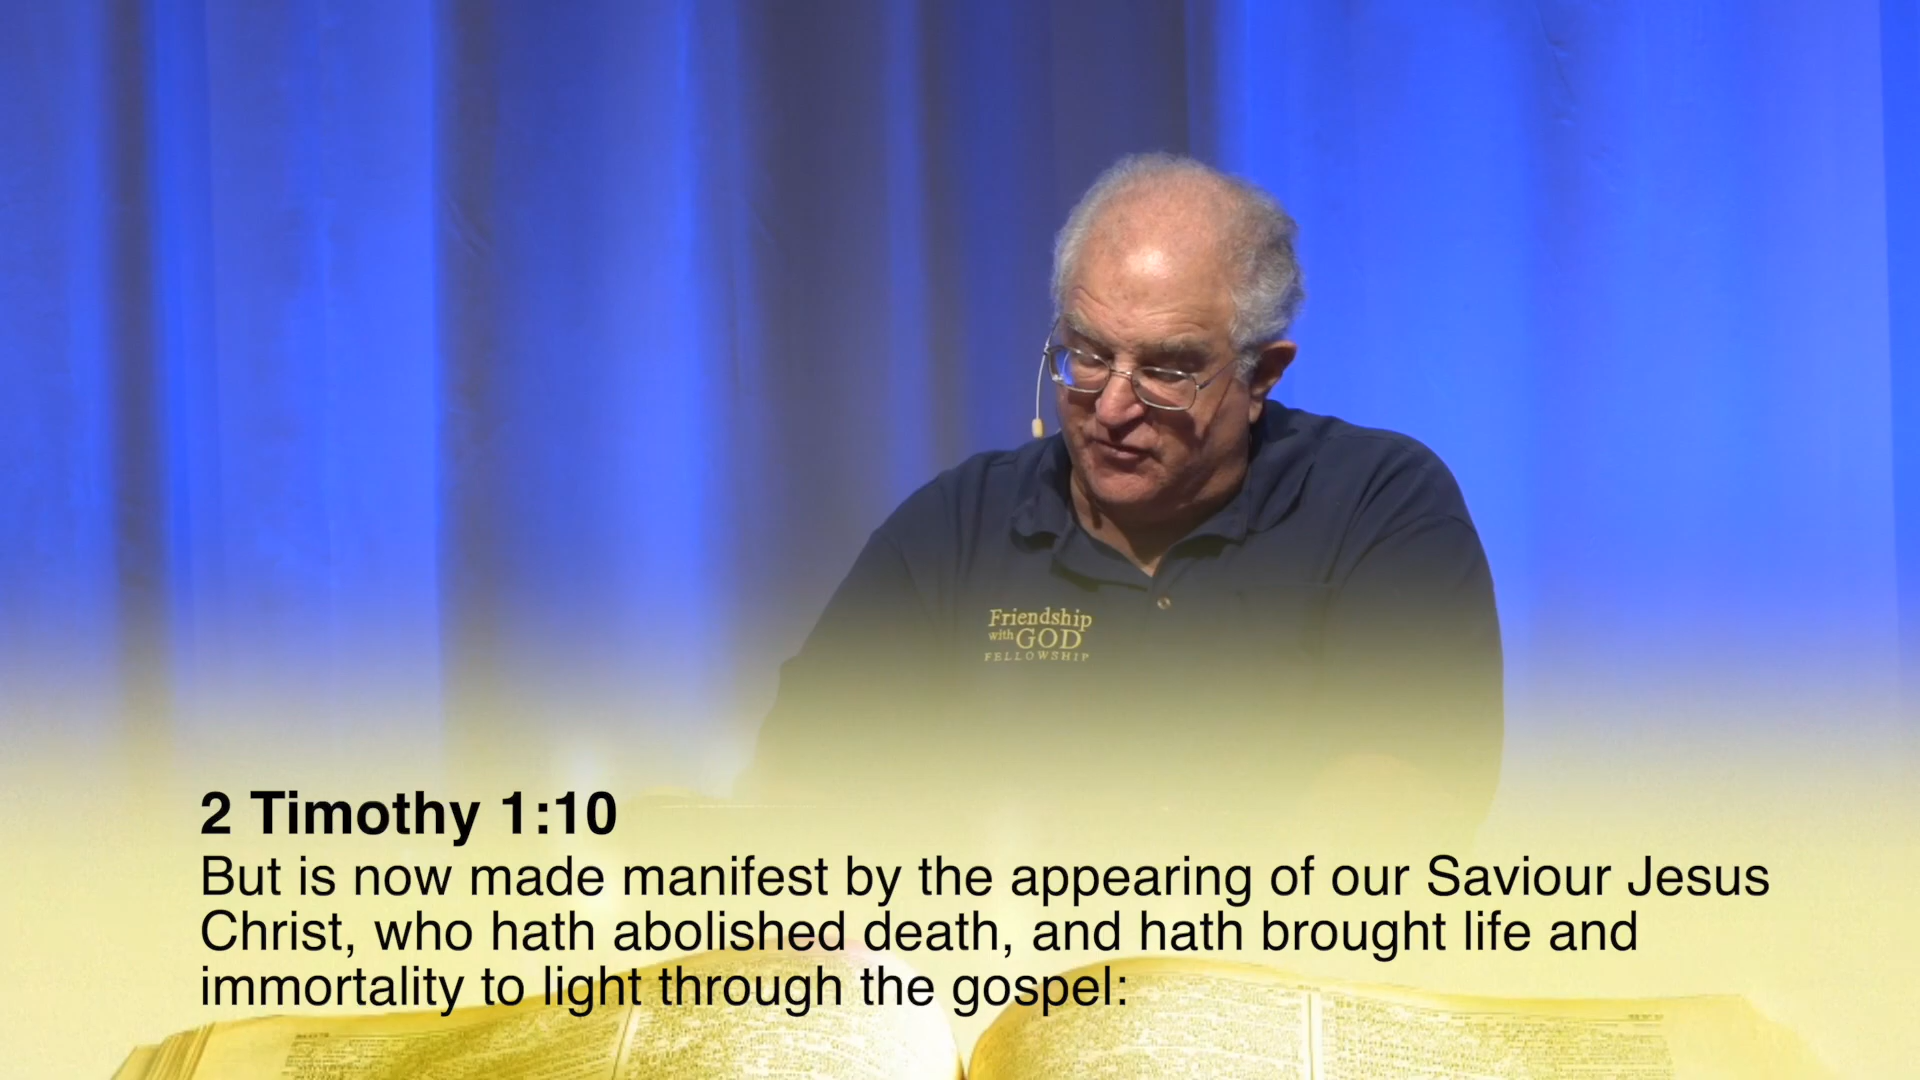 Friendship
with GOD
FELLOWSHIP
2 Timothy 1:10
But is now made manifest by the appearing of our Saviour Jesus
Christ, who hath abolished death, and hath brought life and
immortality to light through the gospel: